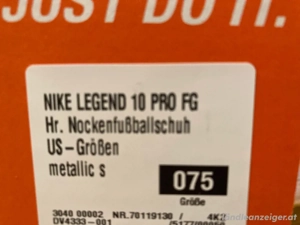 JUST DO IT.
NIKE LEGEND 10 PRO FG
Hr. Nockenfußballschuh
US-Größen
metallic s
075
Größe
3040 00002 NR.70119130 / 4K2
DV4333-001